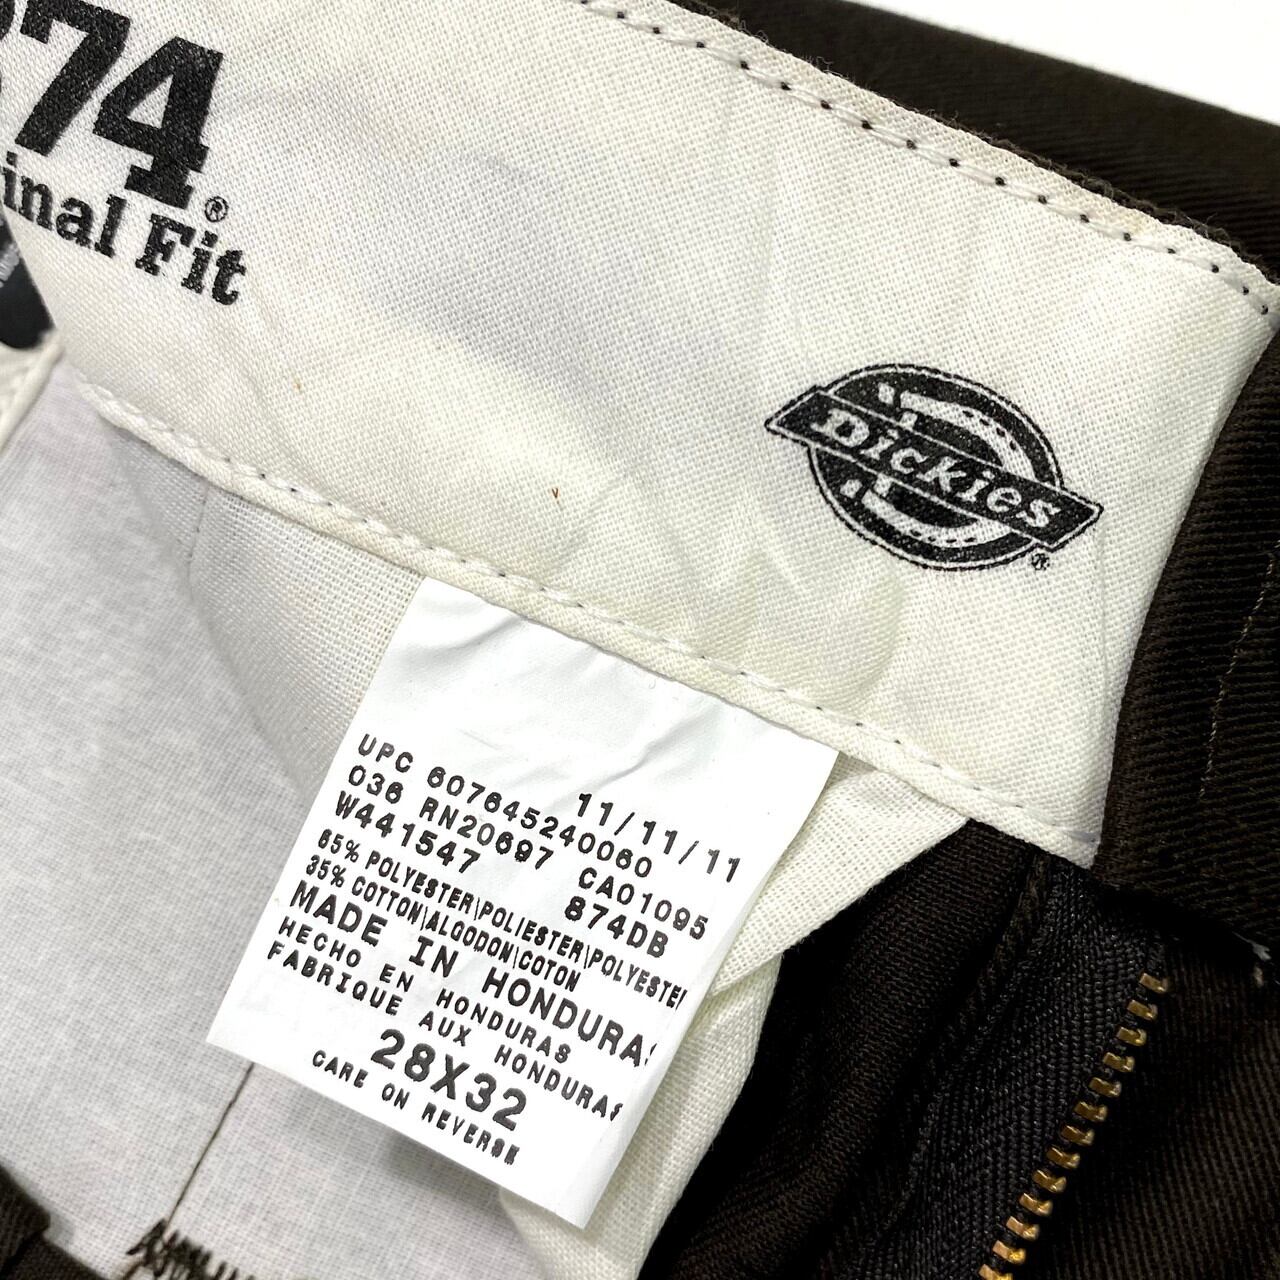 874
inal Fit
®
Dickies
®
11/11/11
UPC 607645240060
036 RN20697 CA01095
W441547 874DB
65% POLYESTER\POLIESTER\POLYESTE
35% COTTON\ALGODON\COTON
MADE IN HONDURAS
HECHO EN HONDURAS
FABRIQUE AUX HONDURAS
28X32
CARE ON REVERSE